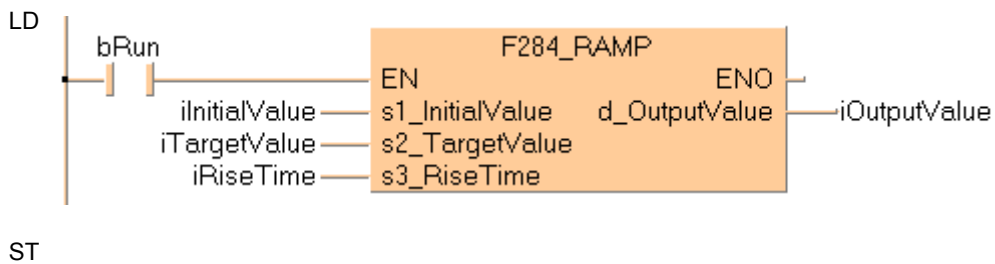 LD
bRun
F284_RAMP
EN ENO
iInitialValue s1_InitialValue d_OutputValue iOutputValue
iTargetValue s2_TargetValue
iRiseTime s3_RiseTime
ST